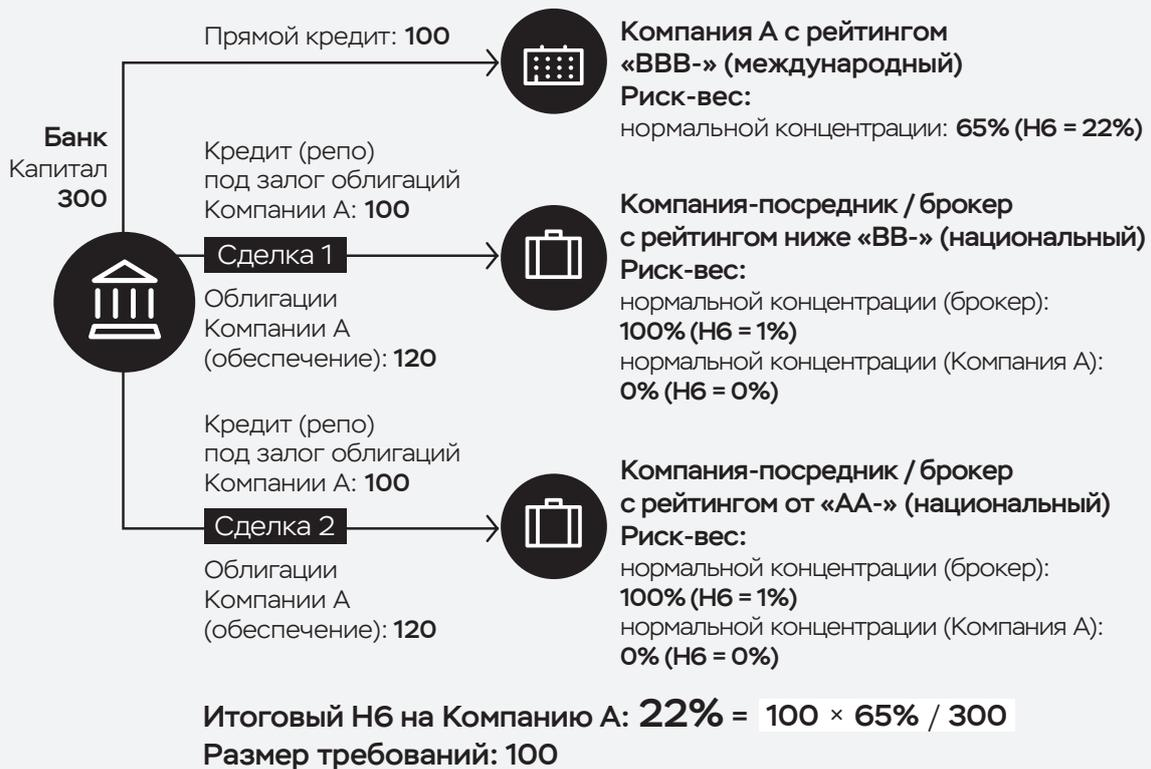 Прямой кредит: 100
Компания А с рейтингом
«BBB-» (международный)
Риск-вес:
нормальной концентрации: 65% (Н6 = 22%)
Банк
Капитал
300
Кредит (репо)
под залог облигаций
Компании А: 100
Сделка 1
Облигации
Компании А
(обеспечение): 120
Компания-посредник / брокер
с рейтингом ниже «BB-» (национальный)
Риск-вес:
нормальной концентрации (брокер):
100% (Н6 = 1%)
нормальной концентрации (Компания А):
0% (Н6 = 0%)
Кредит (репо)
под залог облигаций
Компании А: 100
Сделка 2
Облигации
Компании А
(обеспечение): 120
Компания-посредник / брокер
с рейтингом от «АА-» (национальный)
Риск-вес:
нормальной концентрации (брокер):
100% (Н6 = 1%)
нормальной концентрации (Компания А):
0% (Н6 = 0%)
Итоговый Н6 на Компанию А: 22% = 100 × 65% / 300
Размер требований: 100